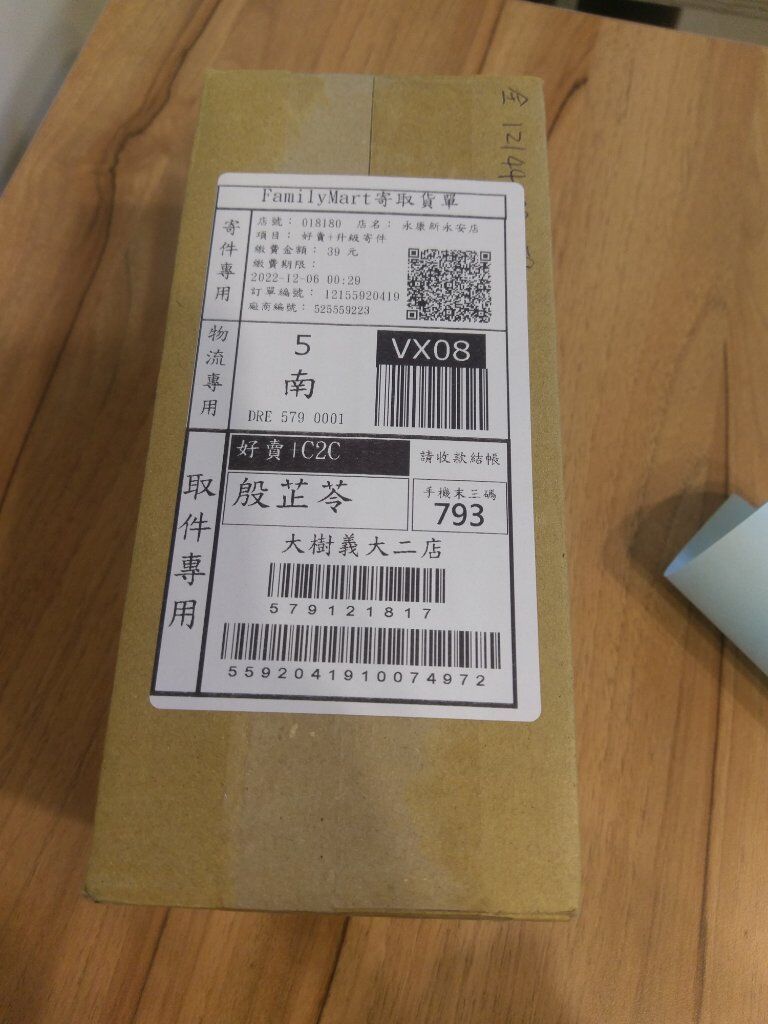 全 12144
FamilyMart寄取貨單
寄件專用
店號： 018180 店名： 永康新永安店
項目： 好賣+升級寄件
繳費金額： 39 元
繳費期限：
2022-12-06 00:29
訂單編號： 12155920419
廠商編號： 525559223
物流專用
5
南
DRE 579 0001
VX08
取件專用
好賣+C2C
請收款結帳
殷芷苓
手機末三碼
793
大樹義大二店
579121817
5592041910074972